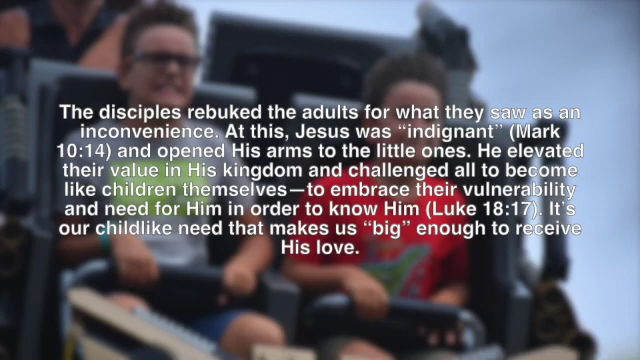 The disciples rebuked the adults for what they saw as an
inconvenience. At this, Jesus was “indignant” (Mark
10:14) and opened His arms to the little ones. He elevated
their value in His kingdom and challenged all to become
like children themselves—to embrace their vulnerability
and need for Him in order to know Him (Luke 18:17). It’s
our childlike need that makes us “big” enough to receive
His love.